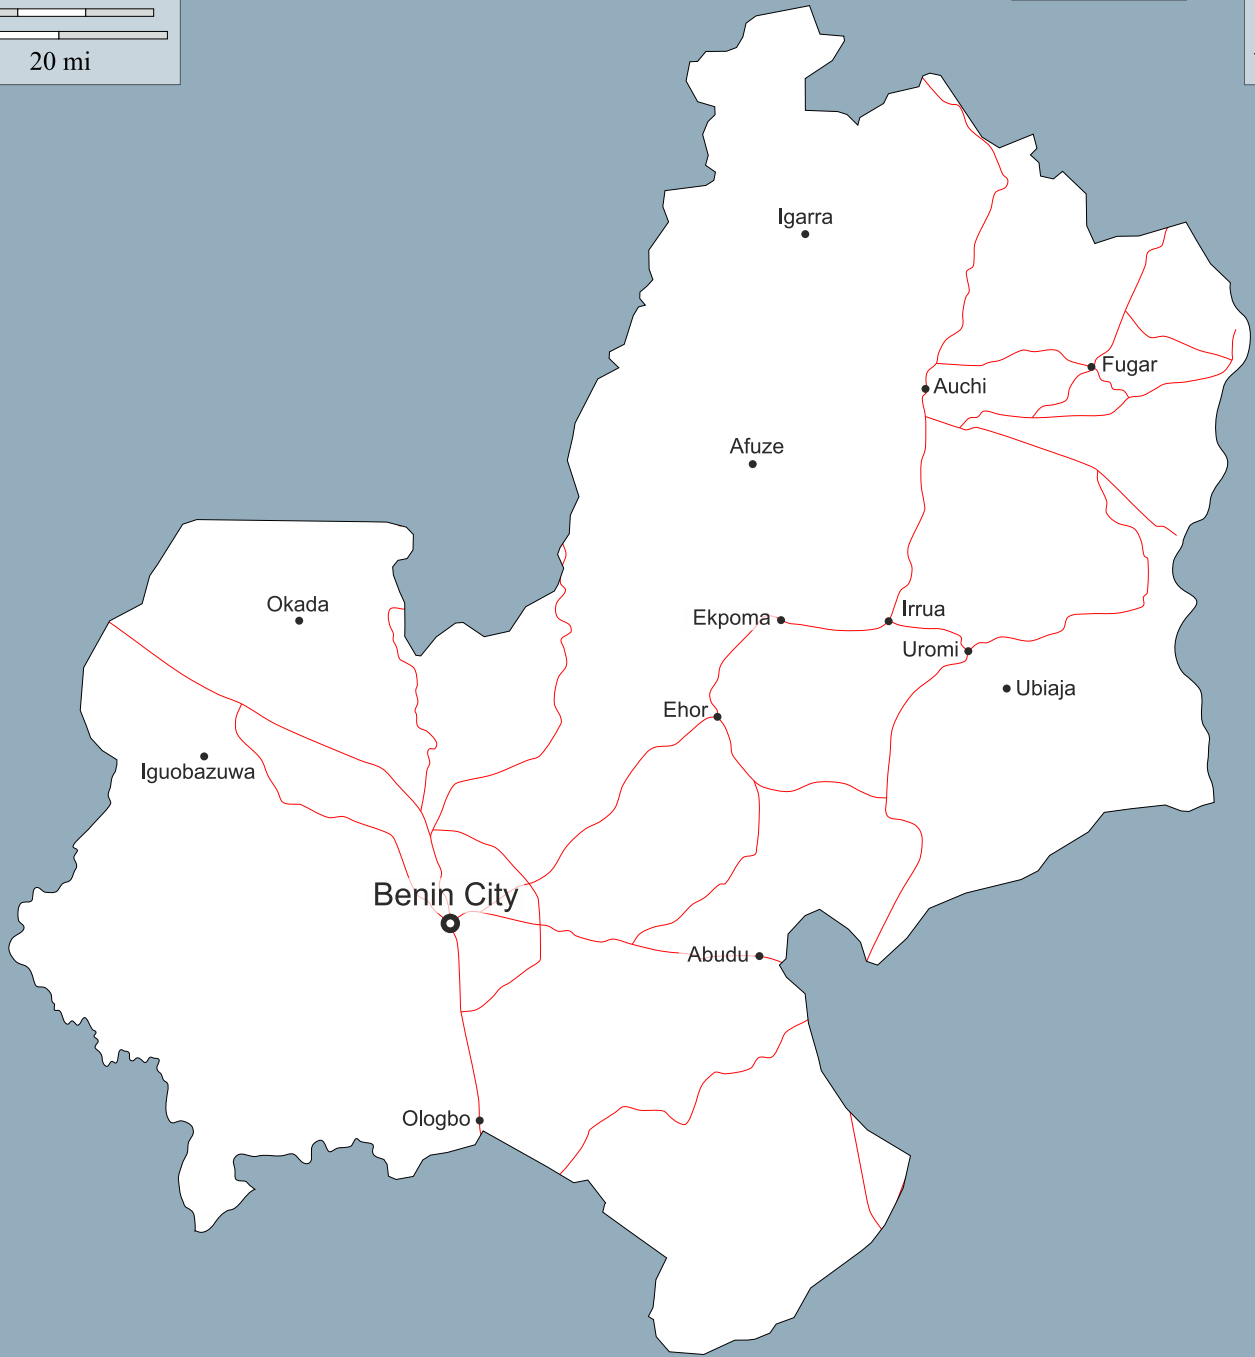 20 mi
Igarra
Fugar
Auchi
Afuze
Okada
Ekpoma
Irrua
Uromi
Ubiaja
Ehor
Iguobazuwa
Benin City
Abudu
Ologbo